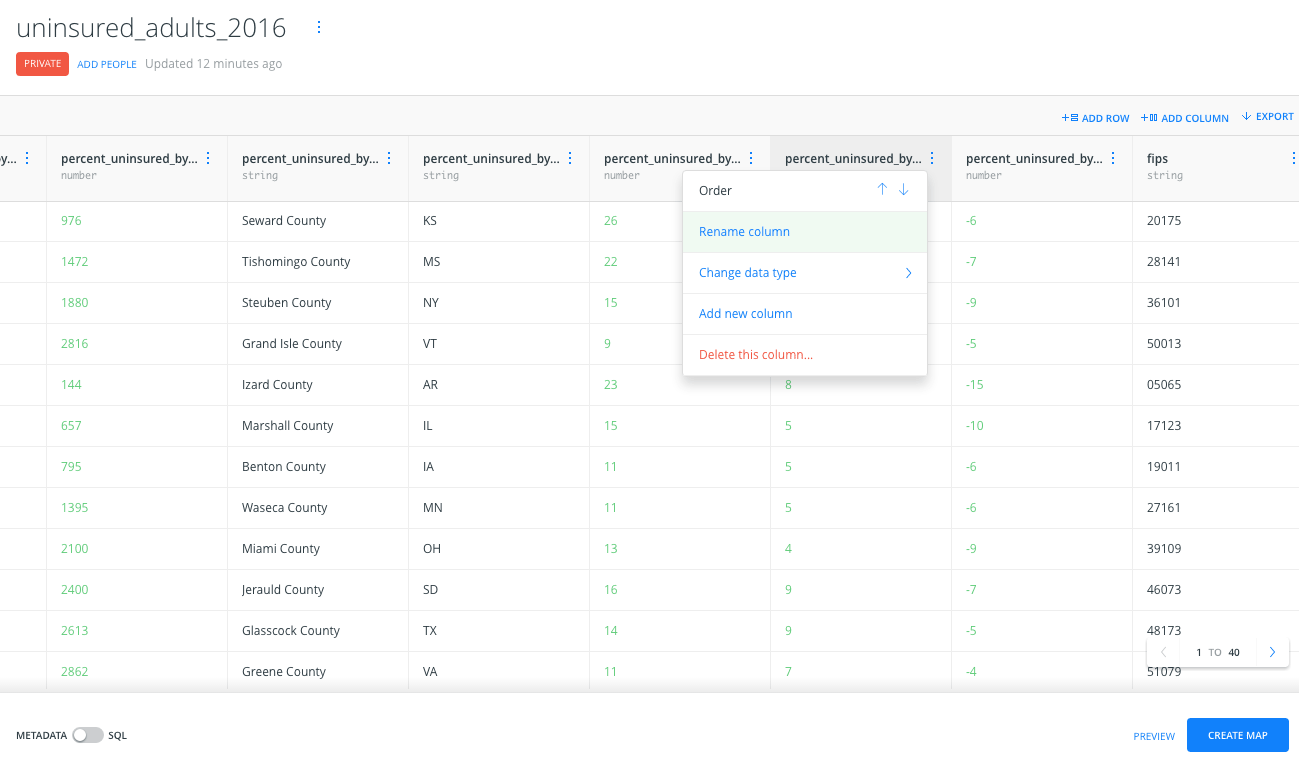 uninsured_adults_2016
PRIVATE ADD PEOPLE Updated 12 minutes ago
ADD ROW ADD COLUMN EXPORT
by... percent_uninsured_by... percent_uninsured_by... percent_uninsured_by... percent_uninsured_by... percent_uninsured_by... percent_uninsured_by... fips
number string string number number string
Order
976 Seward County KS 26 -6 20175
Rename column
1472 Tishomingo County MS 22 -7 28141
Change data type
1880 Steuben County NY 15 -9 36101
Add new column
2816 Grand Isle County VT 9 -5 50013
Delete this column...
144 Izard County AR 23 8 -15 05065
657 Marshall County IL 15 5 -10 17123
795 Benton County IA 11 5 -6 19011
1395 Waseca County MN 11 5 -6 27161
2100 Miami County OH 13 4 -9 39109
2400 Jerauld County SD 16 9 -7 46073
2613 Glasscock County TX 14 9 -5 48173
1 TO 40
2862 Greene County VA 11 7 -4 51079
METADATA SQL PREVIEW CREATE MAP